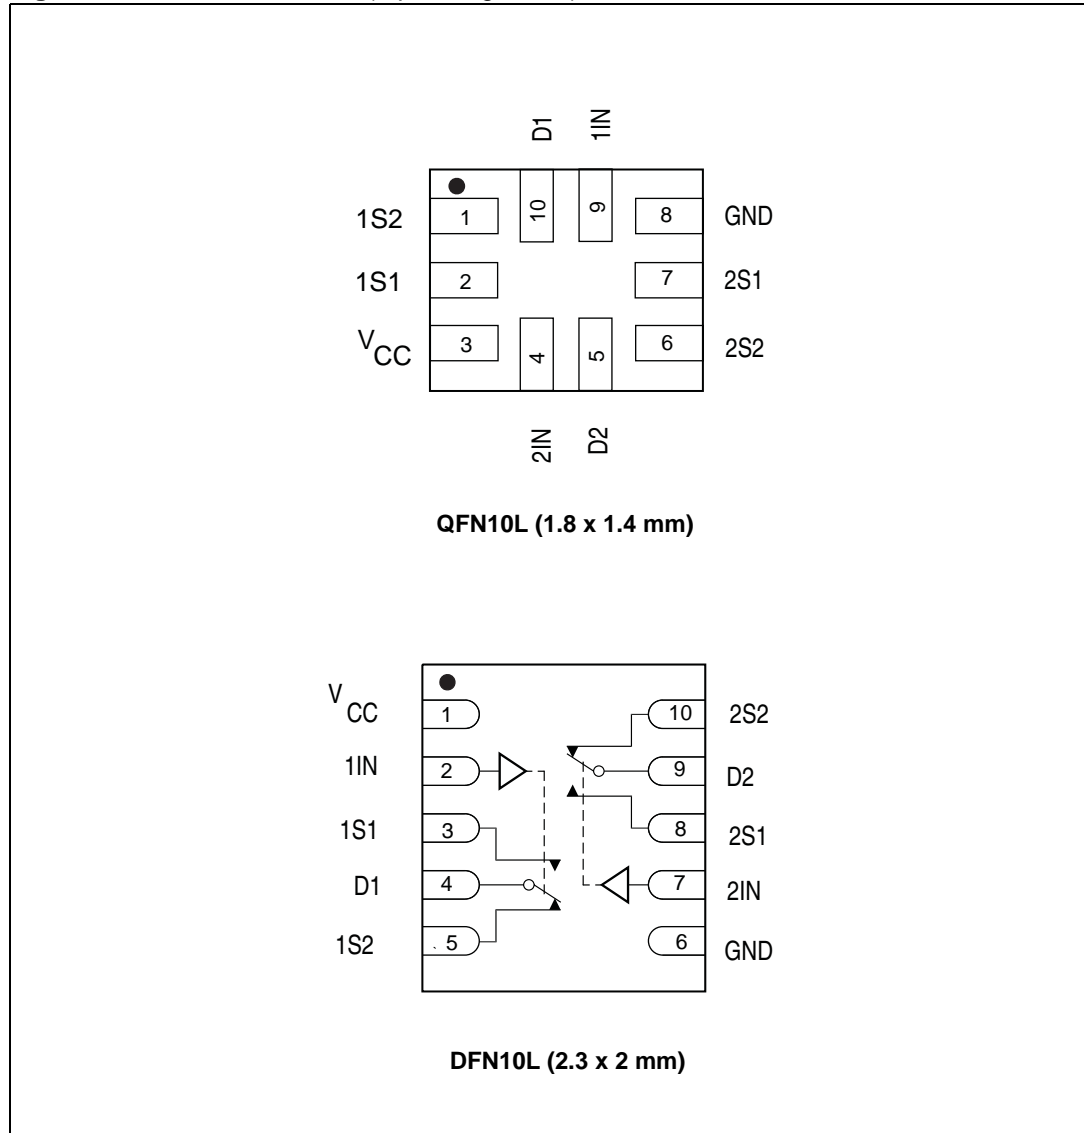 D1 1IN
1S2 1 10 9 8 GND
1S1 2 7 2S1
VCC 3 4 5 6 2S2
2IN D2
QFN10L (1.8 x 1.4 mm)
VCC 1 10 2S2
1IN 2 9 D2
1S1 3 8 2S1
D1 4 7 2IN
1S2 5 6 GND
DFN10L (2.3 x 2 mm)